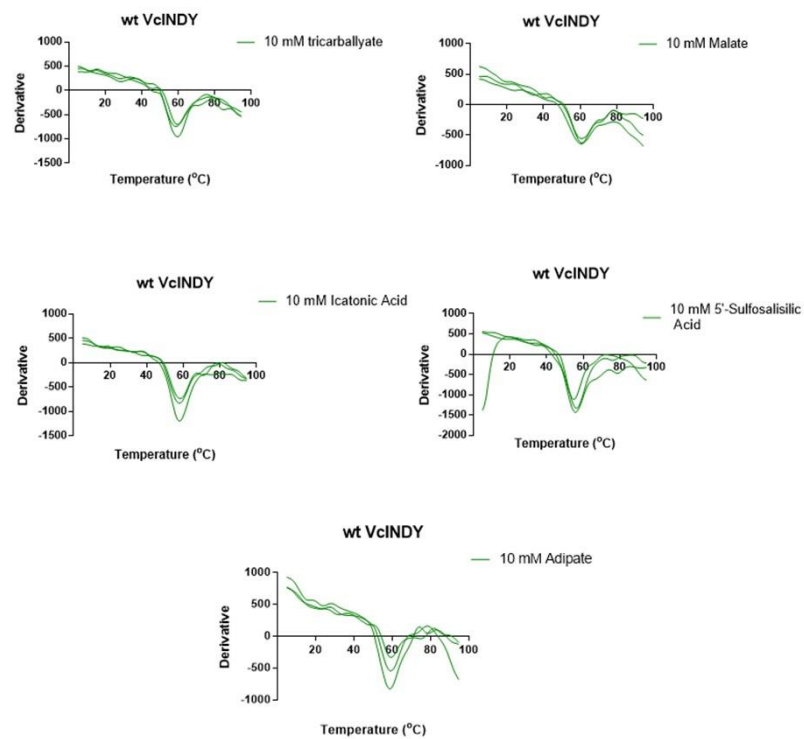 wt VcINDY
10 mM tricarballyate
1000
500
0
-500
-1000
-1500
20
40
60
80
100
Derivative
Temperature (°C)
wt VcINDY
10 mM Malate
1000
500
0
-500
-1000
20
40
60
80
100
Derivative
Temperature (°C)
wt VcINDY
10 mM Icatonic Acid
1000
500
0
-500
-1000
-1500
20
40
60
80
100
Derivative
Temperature (°C)
wt VcINDY
10 mM 5'-Sulfosalisilic
Acid
1000
500
0
-500
-1000
-1500
-2000
20
40
60
80
100
Derivative
Temperature (°C)
wt VcINDY
10 mM Adipate
1000
500
0
-500
-1000
20
40
60
80
100
Derivative
Temperature (°C)